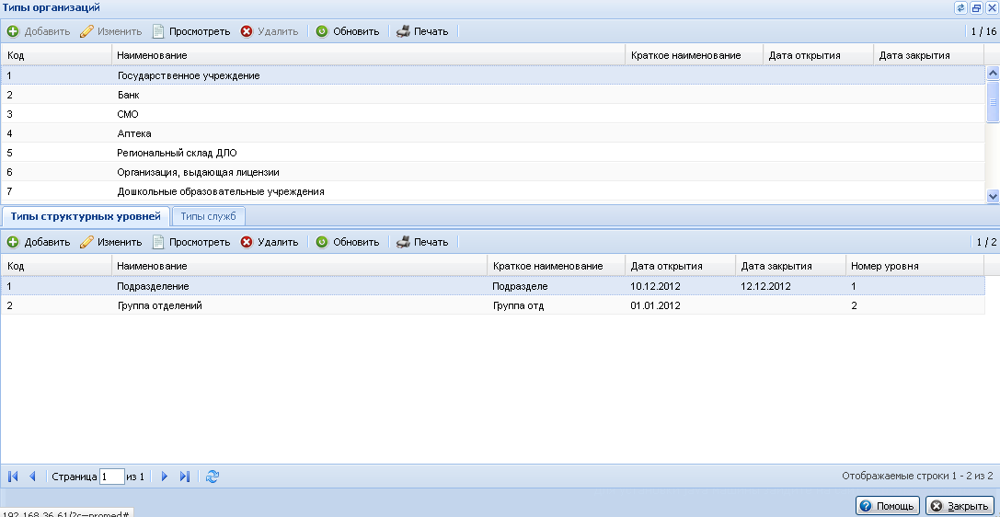 Типы организаций
Добавить Изменить Просмотреть Удалить Обновить Печать 1 / 16
Код Наименование Краткое наименование Дата открытия Дата закрытия
1 Государственное учреждение
2 Банк
3 СМО
4 Аптека
5 Региональный склад ДЛО
6 Организация, выдающая лицензии
7 Дошкольные образовательные учреждения
Типы структурных уровней Типы служб
Добавить Изменить Просмотреть Удалить Обновить Печать 1 / 2
Код Наименование Краткое наименование Дата открытия Дата закрытия Номер уровня
1 Подразделение Подразделе 10.12.2012 12.12.2012 1
2 Группа отделений Группа отд 01.01.2012 2
Страница 1 из 1 Отображаемые строки 1 - 2 из 2
Помощь Закрыть
192.168.36.61/?c=promed#